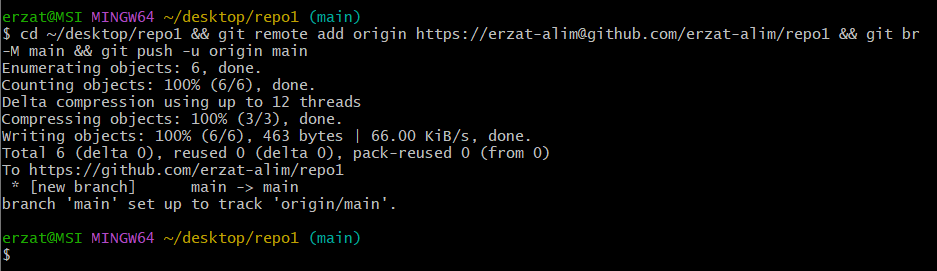 erzat@MSI MINGW64 ~/desktop/repo1 (main)
$ cd ~/desktop/repo1 && git remote add origin https://erzat-alim@github.com/erzat-alim/repo1 && git br
-M main && git push -u origin main
Enumerating objects: 6, done.
Counting objects: 100% (6/6), done.
Delta compression using up to 12 threads
Compressing objects: 100% (3/3), done.
Writing objects: 100% (6/6), 463 bytes | 66.00 KiB/s, done.
Total 6 (delta 0), reused 0 (delta 0), pack-reused 0 (from 0)
To https://github.com/erzat-alim/repo1
 * [new branch]      main -> main
branch 'main' set up to track 'origin/main'.
erzat@MSI MINGW64 ~/desktop/repo1 (main)
$